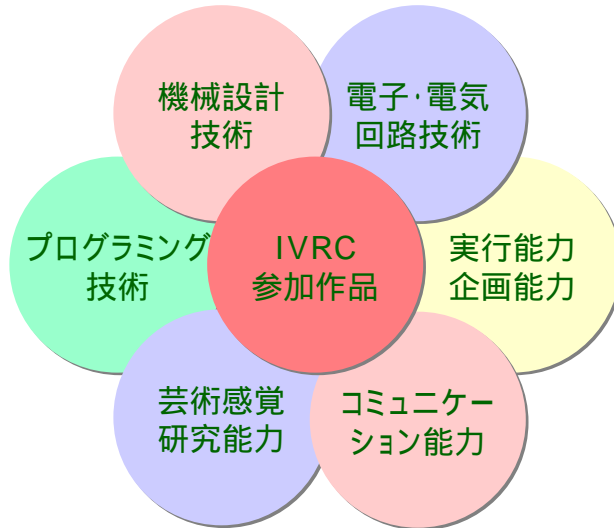 機械設計
技術
電子・電気
回路技術
プログラミング
技術
IVRC
参加作品
実行能力
企画能力
芸術感覚
研究能力
コミュニケー
ション能力